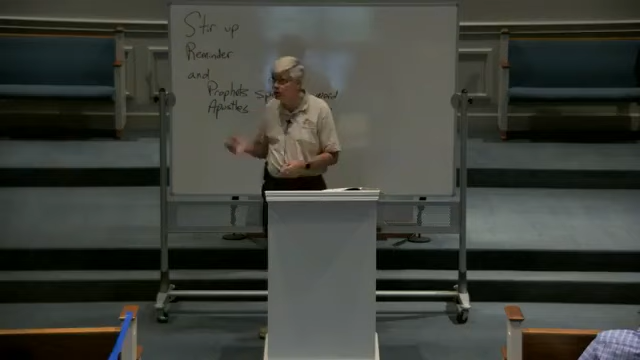 Stir up
Reminder
and
Prophets
Apostles